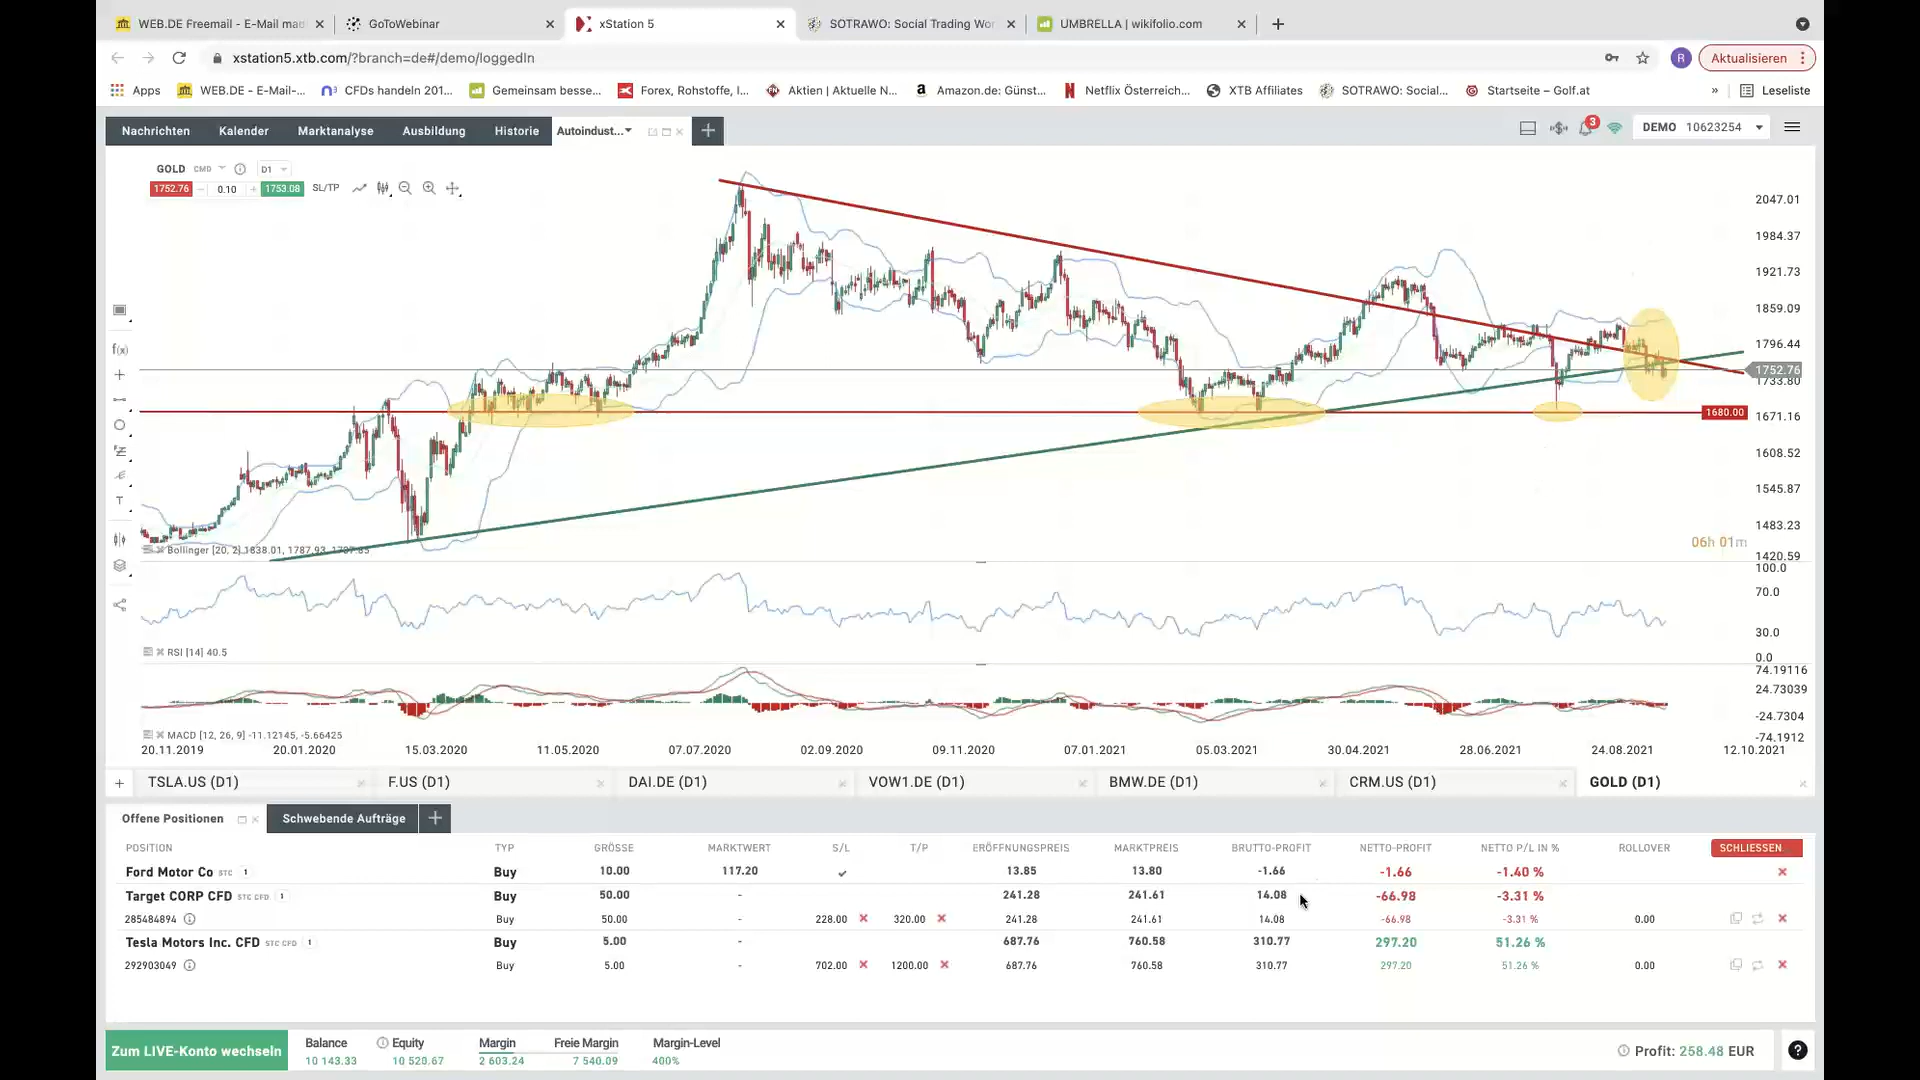 WEB.DE Freemail - E-Mail mac
GoToWebinar
xStation 5
SOTRAWO: Social Trading Wor
UMBRELLA | wikifolio.com
xstation5.xtb.com/?branch=de#/demo/loggedIn
R
Aktualisieren
Apps
WEB.DE - E-Mail-...
CFDs handeln 201...
Gemeinsam besse...
Forex, Rohstoffe, I...
Aktien | Aktuelle N...
Amazon.de: Günst...
Netflix Österreich...
XTB Affiliates
SOTRAWO: Social...
Startseite – Golf.at
»
Leseliste
Nachrichten
Kalender
Marktanalyse
Ausbildung
Historie
Autoindust...
3
DEMO 10623254
GOLD CMD D1
1752.76 0.10 1753.08 SL/TP
2047.01
1984.37
1921.73
1859.09
1796.44
1752.76
1733.80
1680.00
1671.16
1608.52
1545.87
1483.23
1420.59
f(x)
T
06h 01m
Bollinger [20, 2] 1838.01, 1787.93, 1737.85
100.0
70.0
30.0
0.0
RSI [14] 40.5
74.19116
24.73039
-24.7304
-74.1912
MACD [12, 26, 9] -11.12145, -5.66425
20.11.2019 20.01.2020 15.03.2020 11.05.2020 07.07.2020 02.09.2020 09.11.2020 07.01.2021 05.03.2021 30.04.2021 28.06.2021 24.08.2021 12.10.2021
TSLA.US (D1)
F.US (D1)
DAI.DE (D1)
VOW1.DE (D1)
BMW.DE (D1)
CRM.US (D1)
GOLD (D1)
Offene Positionen
Schwebende Aufträge
POSITION TYP GRÖSSE MARKTWERT S/L T/P ERÖFFNUNGSPREIS MARKTPREIS BRUTTO-PROFIT NETTO-PROFIT NETTO P/L IN % ROLLOVER SCHLIESSEN
Ford Motor Co STC 1 Buy 10.00 117.20 13.85 13.80 -1.66 -1.66 -1.40 %
Target CORP CFD STC CFD 1 Buy 50.00 - 241.28 241.61 14.08 -66.98 -3.31 %
285484894 Buy 50.00 - 228.00 320.00 241.28 241.61 14.08 -66.98 -3.31 % 0.00
Tesla Motors Inc. CFD STC CFD 1 Buy 5.00 - 687.76 760.58 310.77 297.20 51.26 %
292903049 Buy 5.00 - 702.00 1200.00 687.76 760.58 310.77 297.20 51.26 % 0.00
Zum LIVE-Konto wechseln
Balance Equity Margin Freie Margin Margin-Level
10 143.33 10 520.67 2 603.24 7 540.09 400%
Profit: 258.48 EUR
?